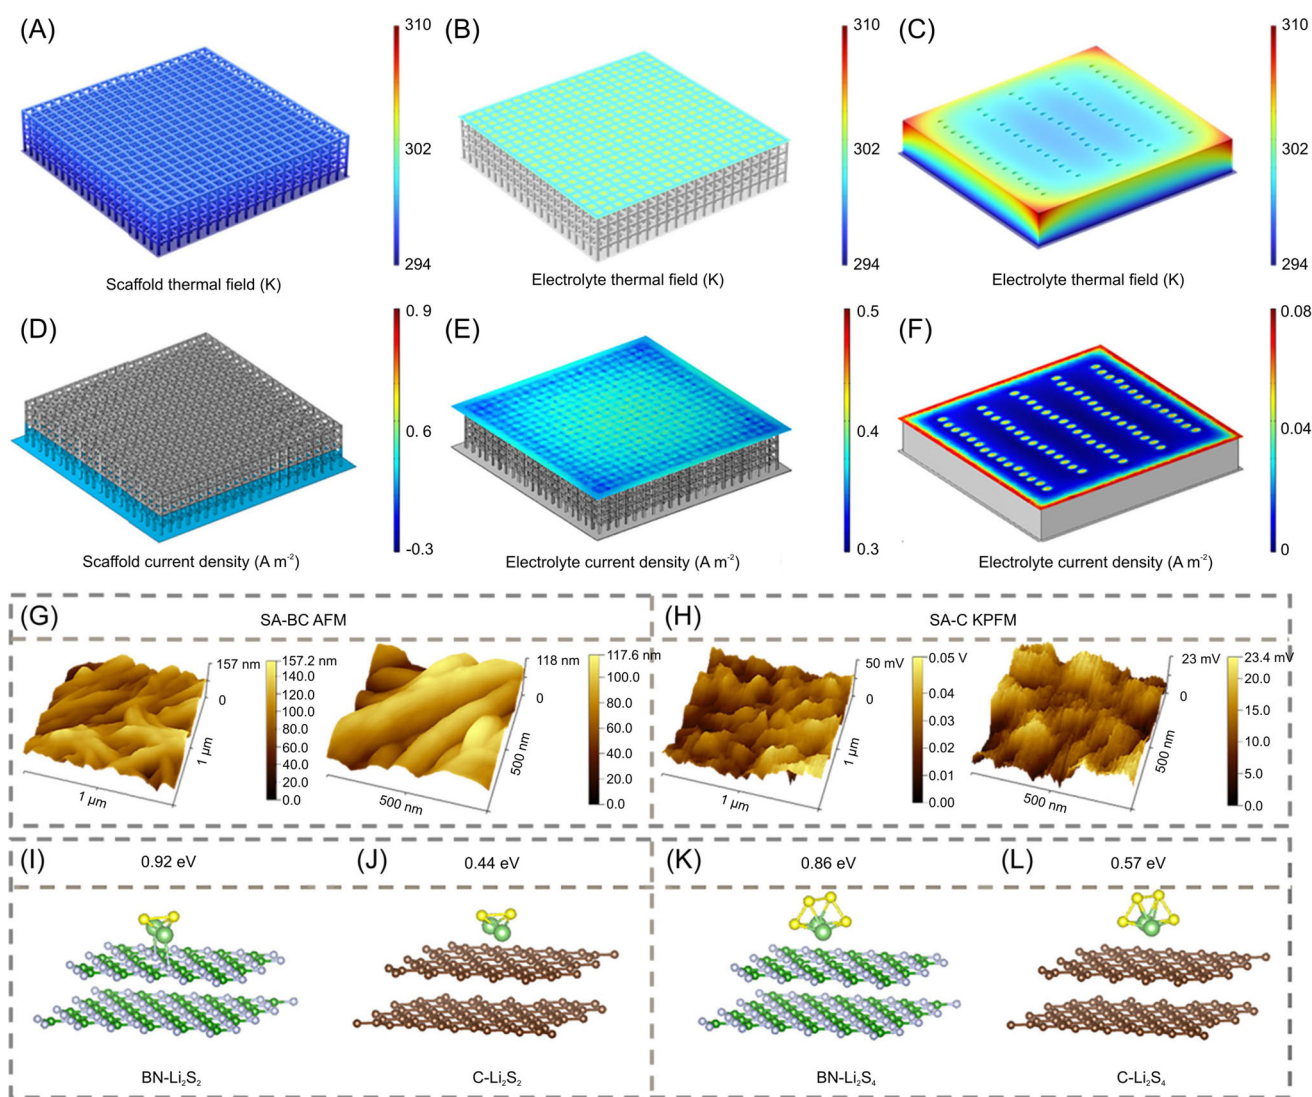 (A)
310
302
294
Scaffold thermal field (K)
(B)
310
302
294
Electrolyte thermal field (K)
(C)
310
302
294
Electrolyte thermal field (K)
(D)
0. 9
0.6
-0.3
Scaffold current density (A m⁻²)
(E)
0.5
0.4
0.3
Electrolyte current density (A m⁻²)
(F)
0.08
0.04
0
Electrolyte current density (A m⁻²)
(G)
SA-BC AFM
157 nm
0
1 μm
1 μm
157.2 nm
140.0
120.0
100.0
80.0
60.0
40.0
20.0
0.0
118 nm
0
500 nm
500 nm
117.6 nm
100.0
80.0
60.0
40.0
20.0
0.0
(H)
SA-C KPFM
50 mV
0
1 μm
1 μm
0.05 V
0.04
0.03
0.02
0.01
0.00
23 mV
0
500 nm
500 nm
23.4 mV
20.0
15.0
10.0
5.0
0.0
(I)
0.92 eV
BN-Li₂S₂
(J)
0.44 eV
C-Li₂S₂
(K)
0.86 eV
BN-Li₂S₄
(L)
0.57 eV
C-Li₂S₄